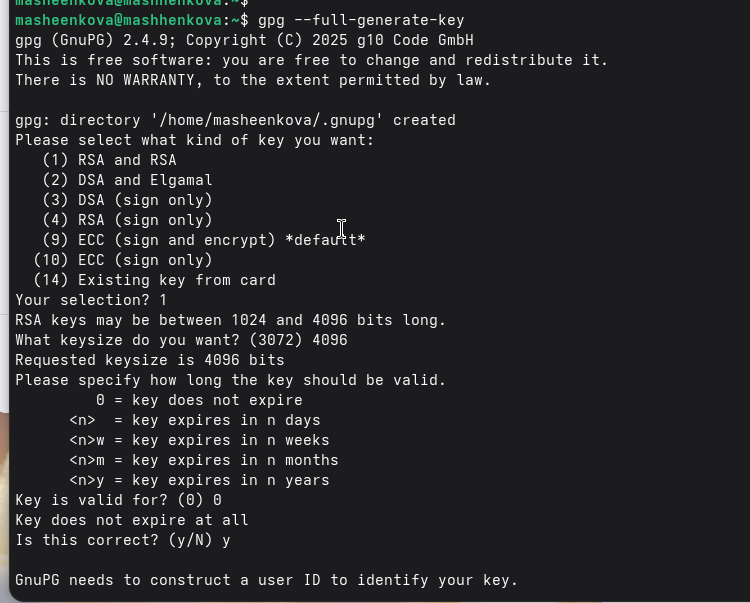 masheenkova@mashhenkova:~$
masheenkova@mashhenkova:~$ gpg --full-generate-key
gpg (GnuPG) 2.4.9; Copyright (C) 2025 g10 Code GmbH
This is free software: you are free to change and redistribute it.
There is NO WARRANTY, to the extent permitted by law.

gpg: directory '/home/masheenkova/.gnupg' created
Please select what kind of key you want:
   (1) RSA and RSA
   (2) DSA and Elgamal
   (3) DSA (sign only)
   (4) RSA (sign only)
   (9) ECC (sign and encrypt) *default*
  (10) ECC (sign only)
  (14) Existing key from card
Your selection? 1
RSA keys may be between 1024 and 4096 bits long.
What keysize do you want? (3072) 4096
Requested keysize is 4096 bits
Please specify how long the key should be valid.
         0 = key does not expire
      <n>  = key expires in n days
      <n>w = key expires in n weeks
      <n>m = key expires in n months
      <n>y = key expires in n years
Key is valid for? (0) 0
Key does not expire at all
Is this correct? (y/N) y

GnuPG needs to construct a user ID to identify your key.